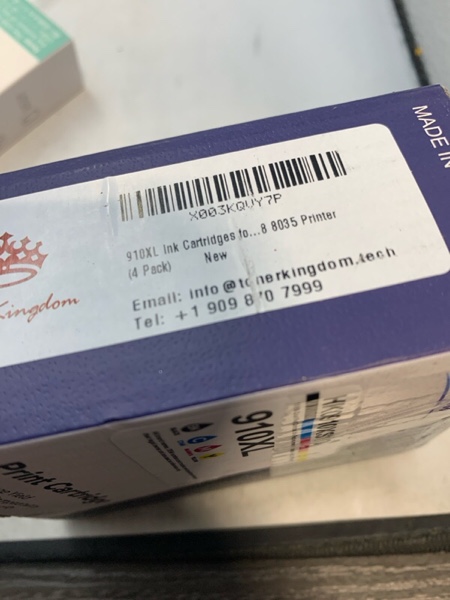 MADE IN
X003KQVY7P
910XL Ink Cartridges fo...8 8035 Printer
(4 Pack) New
Kingdom
Email: info@tonerkingdom.tech
Tel: +1 909 870 7999
910XL
Print Cartridge